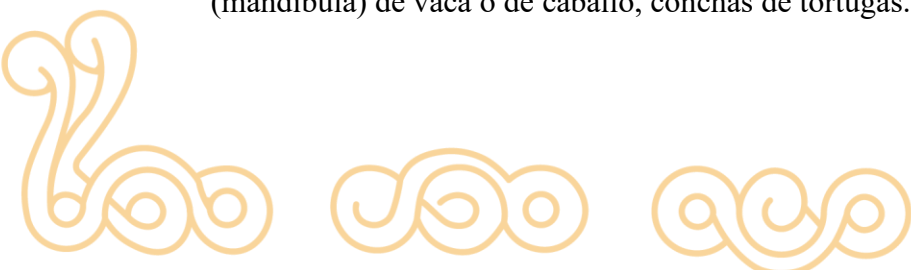 (mandíbula) de vaca o de caballo, conchas de tortugas.